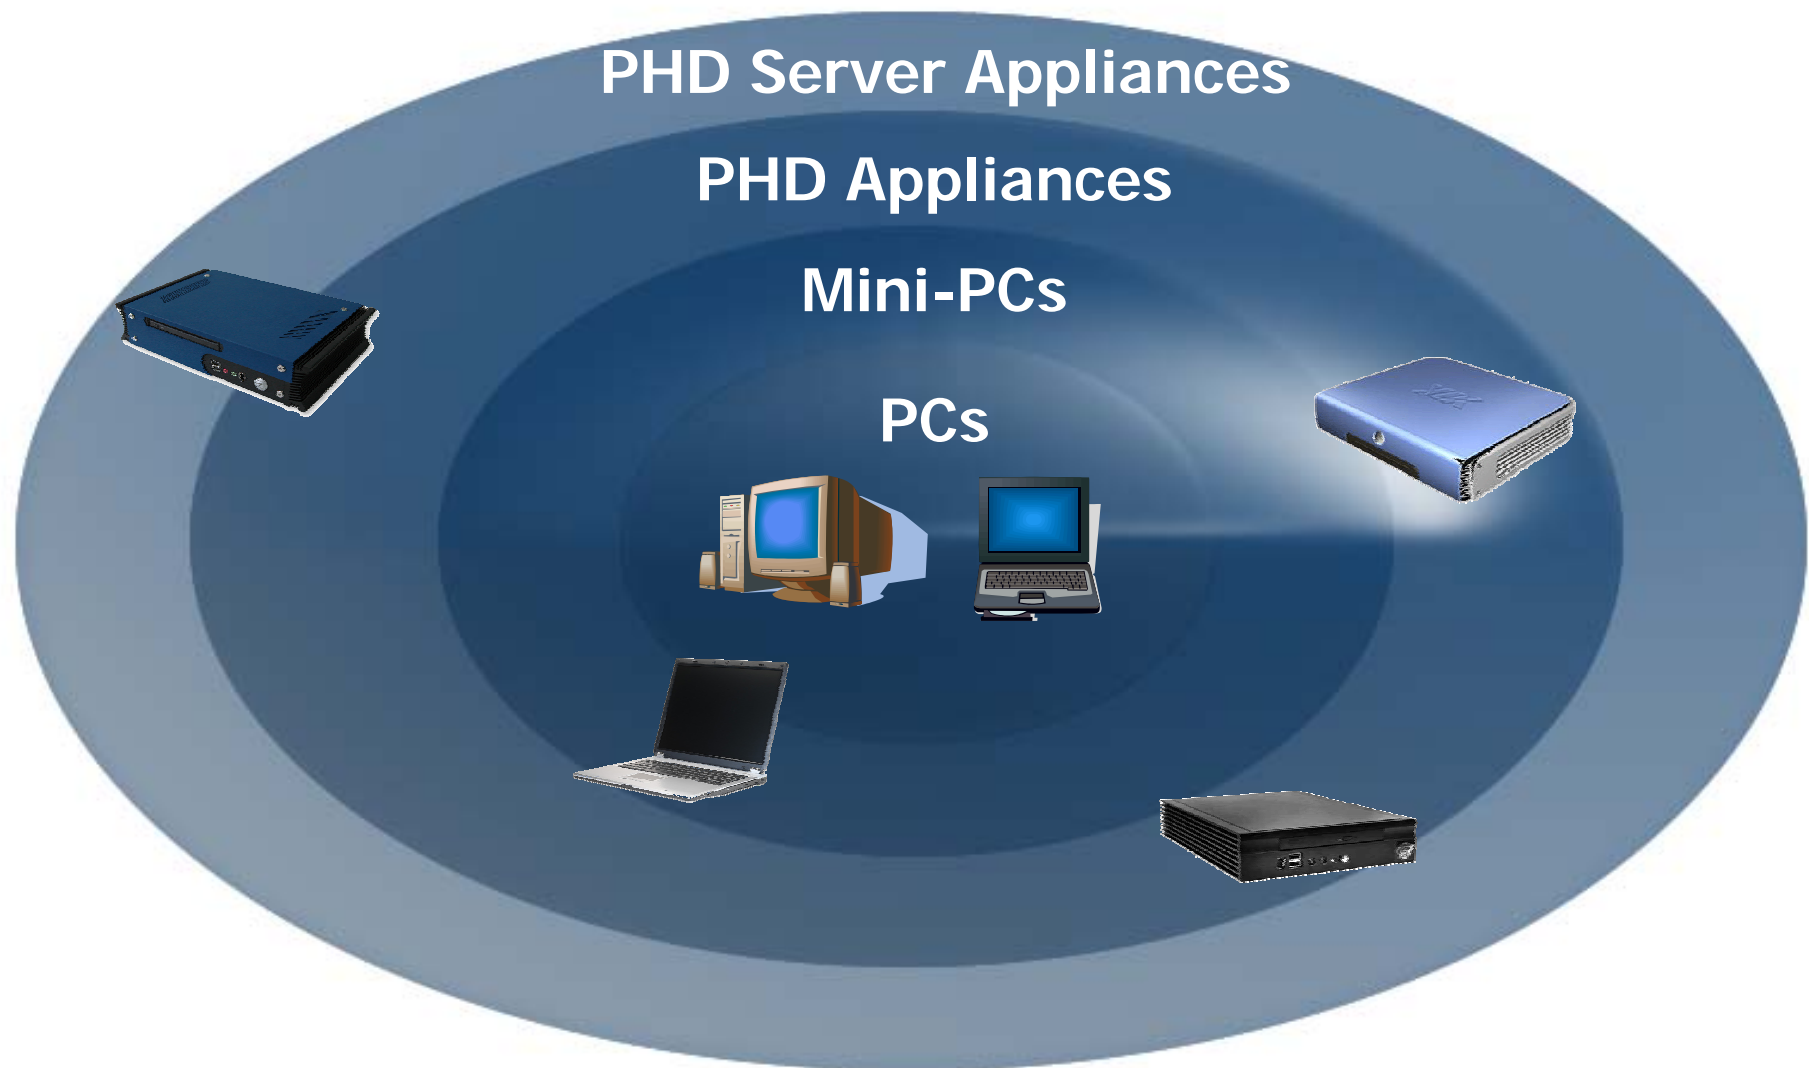 PHD Server Appliances
PHD Appliances
Mini-PCs
PCs